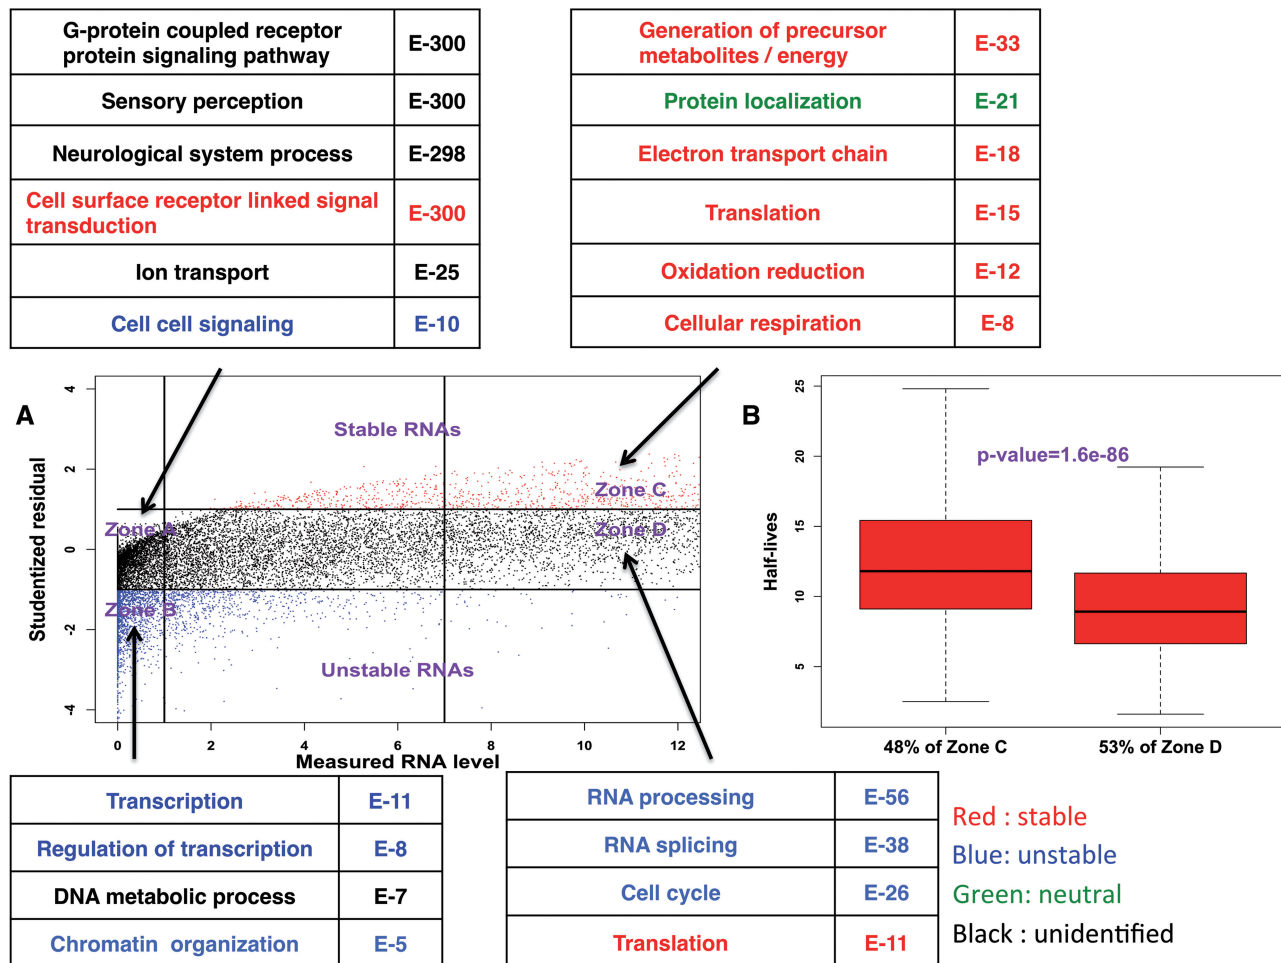 G-protein coupled receptor
protein signaling pathway
E-300
Sensory perception
E-300
Neurological system process
E-298
Cell surface receptor linked signal
transduction
E-300
Ion transport
E-25
Cell cell signaling
E-10
Generation of precursor
metabolites / energy
E-33
Protein localization
E-21
Electron transport chain
E-18
Translation
E-15
Oxidation reduction
E-12
Cellular respiration
E-8
A
Studentized residual
4
2
0
-2
-4
Stable RNAs
Zone A
Zone B
Zone C
Zone D
Unstable RNAs
0
2
4
6
8
10
12
Measured RNA level
B
Half-lives
25
20
15
10
5
p-value=1.6e-86
48% of Zone C
53% of Zone D
Transcription
E-11
Regulation of transcription
E-8
DNA metabolic process
E-7
Chromatin organization
E-5
RNA processing
E-56
RNA splicing
E-38
Cell cycle
E-26
Translation
E-11
Red : stable
Blue: unstable
Green: neutral
Black : unidentified